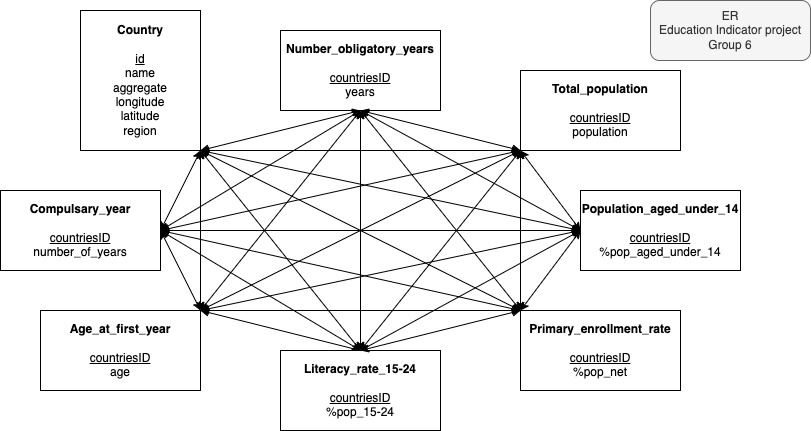 ER
Education Indicator project
Group 6
Country
id
name
aggregate
longitude
latitude
region
Number_obligatory_years
countriesID
years
Total_population
countriesID
population
Compulsary_year
countriesID
number_of_years
Population_aged_under_14
countriesID
%pop_aged_under_14
Age_at_first_year
countriesID
age
Literacy_rate_15-24
countriesID
%pop_15-24
Primary_enrollment_rate
countriesID
%pop_net